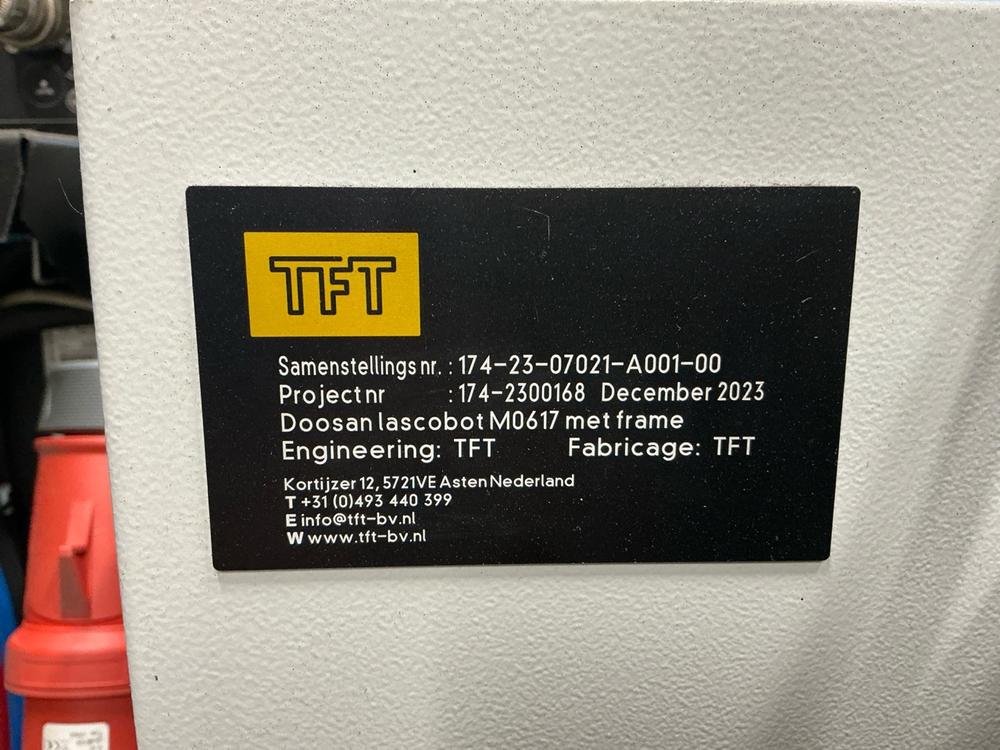 TFT
Samenstellings nr. : 174-23-07021-A001-00
Project nr : 174-2300168 December 2023
Doosan lascobot M0617 met frame
Engineering: TFT Fabricage: TFT
Kortijzer 12, 5721VE Asten Nederland
T +31 (0)493 440 399
E info@tft-bv.nl
W www.tft-bv.nl